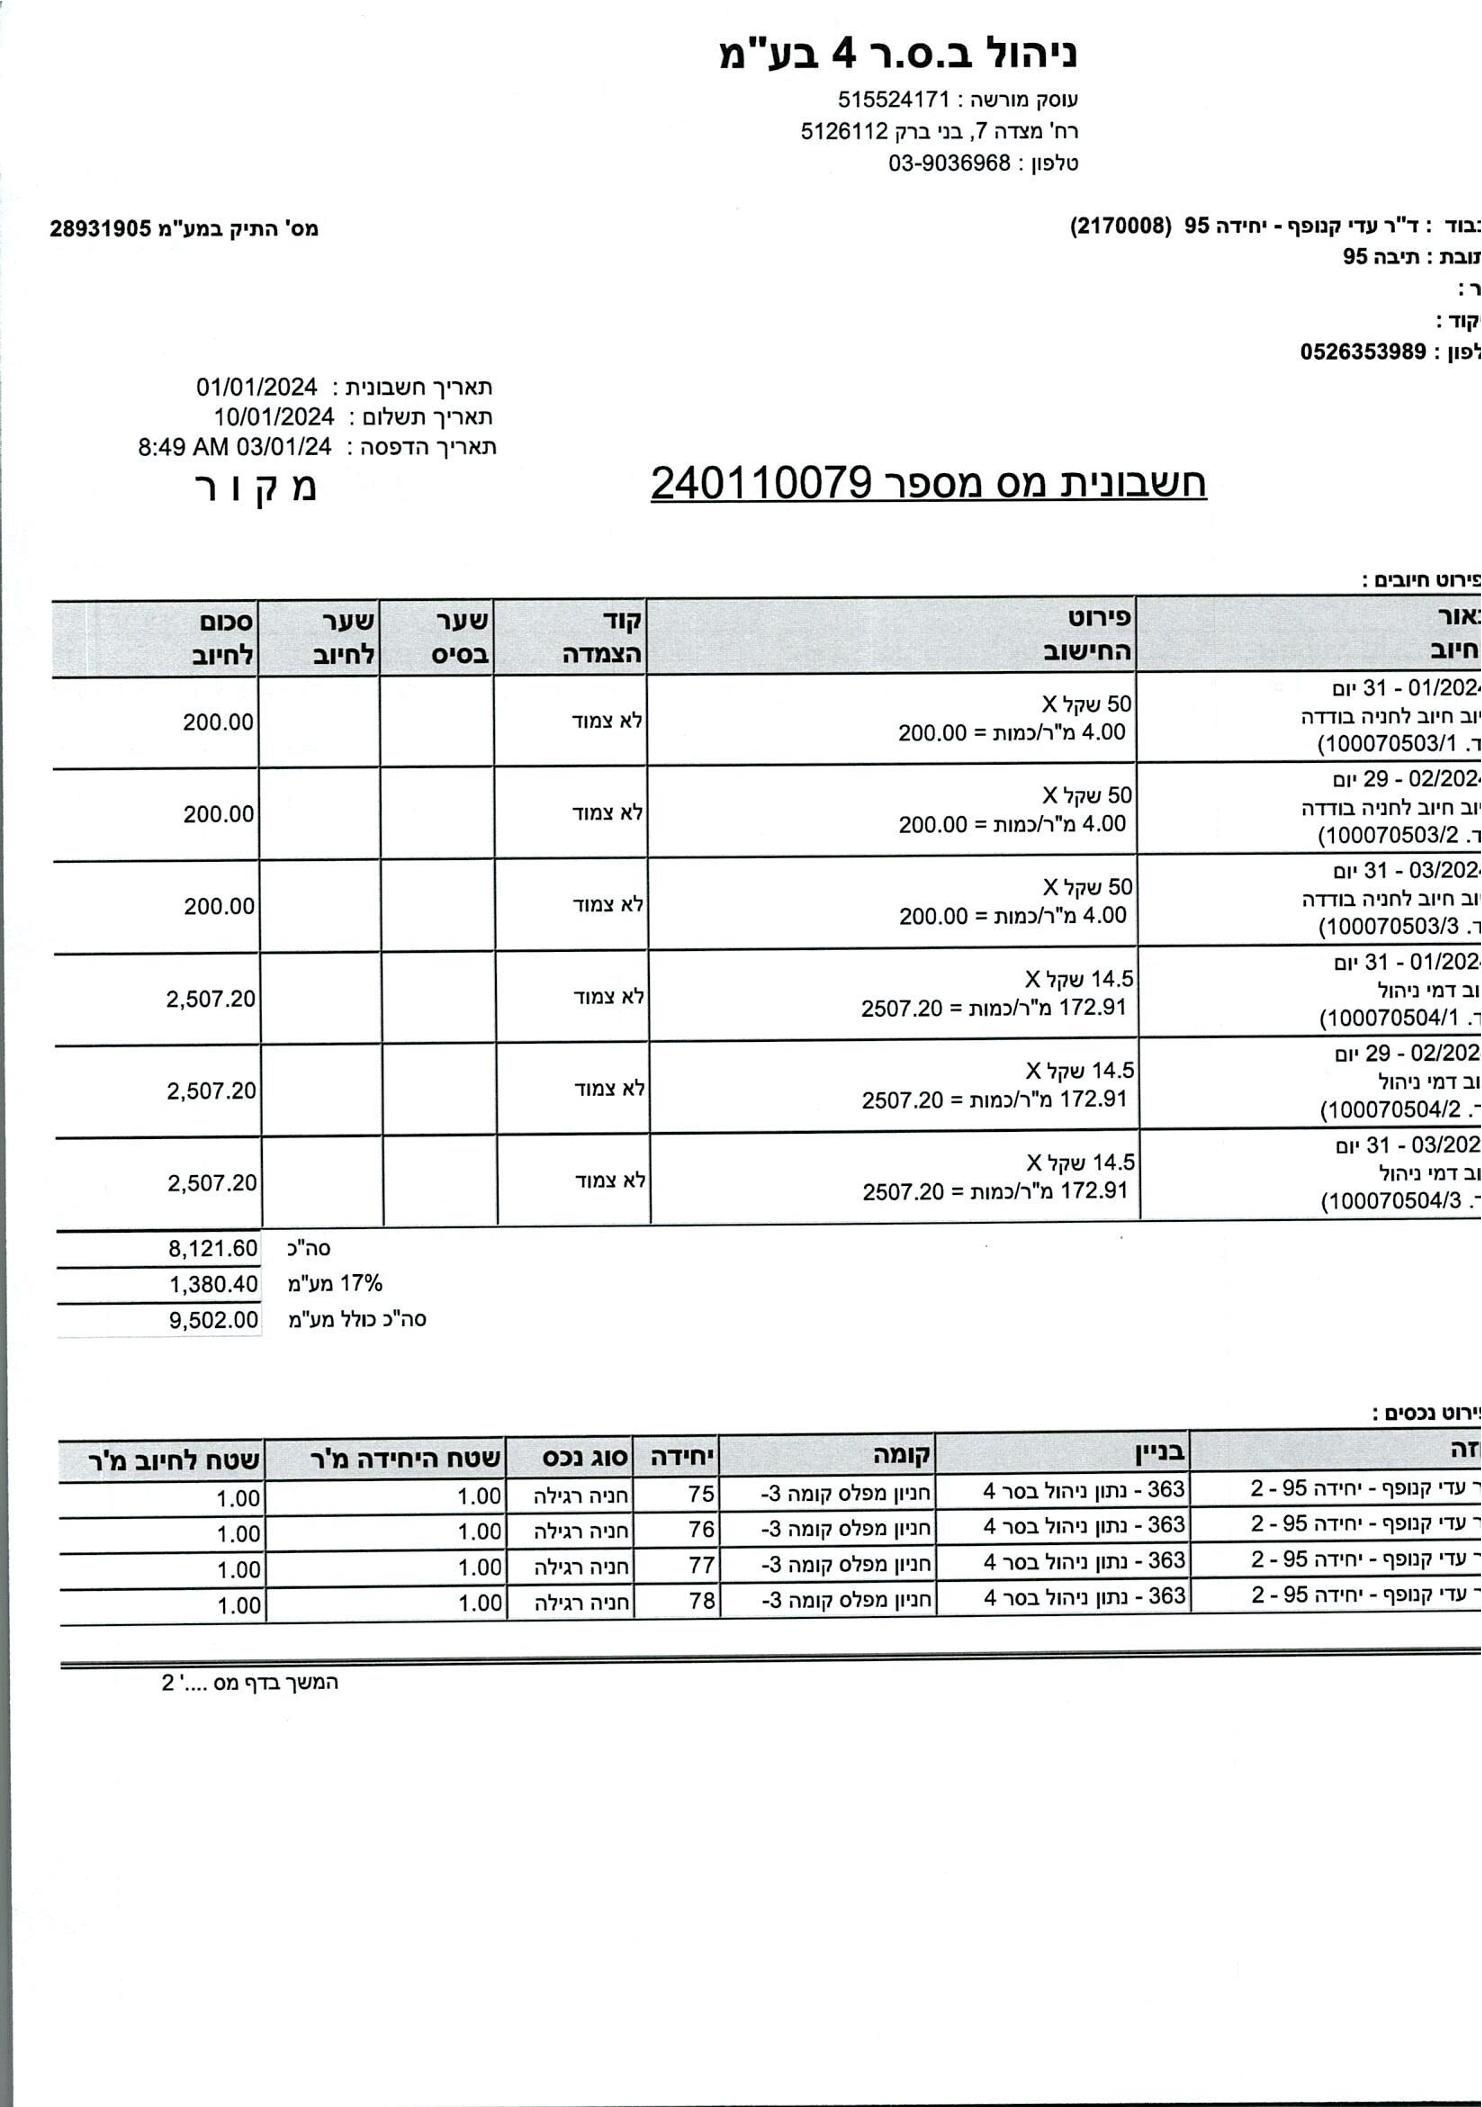 ניהול ב.ס.ר 4 בע"מ
עוסק מורשה : 515524171
רח' מצדה 7, בני ברק 5126112
טלפון : 03-9036968
: ד"ר עדי קנופף - יחידה 95 (2170008)
מס' התיק במע"מ 28931905
: תיבה 95
:
:
: 0526353989
תאריך חשבונית : 01/01/2024
תאריך תשלום : 10/01/2024
תאריך הדפסה : 03/01/24 8:49 AM
חשבונית מס מספר 240110079
מ ק ו ר
פירוט חיובים :
פירוט החישוב קוד הצמדה שער בסיס שער לחיוב סכום לחיוב
01/2024 - 31 יום
חיוב לחניה בודדה
100070503/1)
50 שקל X
4.00 מ"ר/כמות = 200.00
לא צמוד
200.00
02/2024 - 29 יום
חיוב לחניה בודדה
100070503/2)
50 שקל X
4.00 מ"ר/כמות = 200.00
לא צמוד
200.00
03/2024 - 31 יום
חיוב לחניה בודדה
100070503/3)
50 שקל X
4.00 מ"ר/כמות = 200.00
לא צמוד
200.00
01/202 - 31 יום
דמי ניהול
100070504/1)
14.5 שקל X
172.91 מ"ר/כמות = 2507.20
לא צמוד
2,507.20
02/202 - 29 יום
דמי ניהול
100070504/2)
14.5 שקל X
172.91 מ"ר/כמות = 2507.20
לא צמוד
2,507.20
03/202 - 31 יום
דמי ניהול
100070504/3)
14.5 שקל X
172.91 מ"ר/כמות = 2507.20
לא צמוד
2,507.20
סה"כ 8,121.60
17% מע"מ 1,380.40
סה"כ כולל מע"מ 9,502.00
פירוט נכסים :
בניין קומה יחידה סוג נכס שטח היחידה מ'ר שטח לחיוב מ'ר
עדי קנופף - יחידה 95 - 2 363 - נתון ניהול בסר 4 חניון מפלס קומה 3- 75 חניה רגילה 1.00 1.00
עדי קנופף - יחידה 95 - 2 363 - נתון ניהול בסר 4 חניון מפלס קומה 3- 76 חניה רגילה 1.00 1.00
עדי קנופף - יחידה 95 - 2 363 - נתון ניהול בסר 4 חניון מפלס קומה 3- 77 חניה רגילה 1.00 1.00
עדי קנופף - יחידה 95 - 2 363 - נתון ניהול בסר 4 חניון מפלס קומה 3- 78 חניה רגילה 1.00 1.00
המשך בדף מס ....' 2